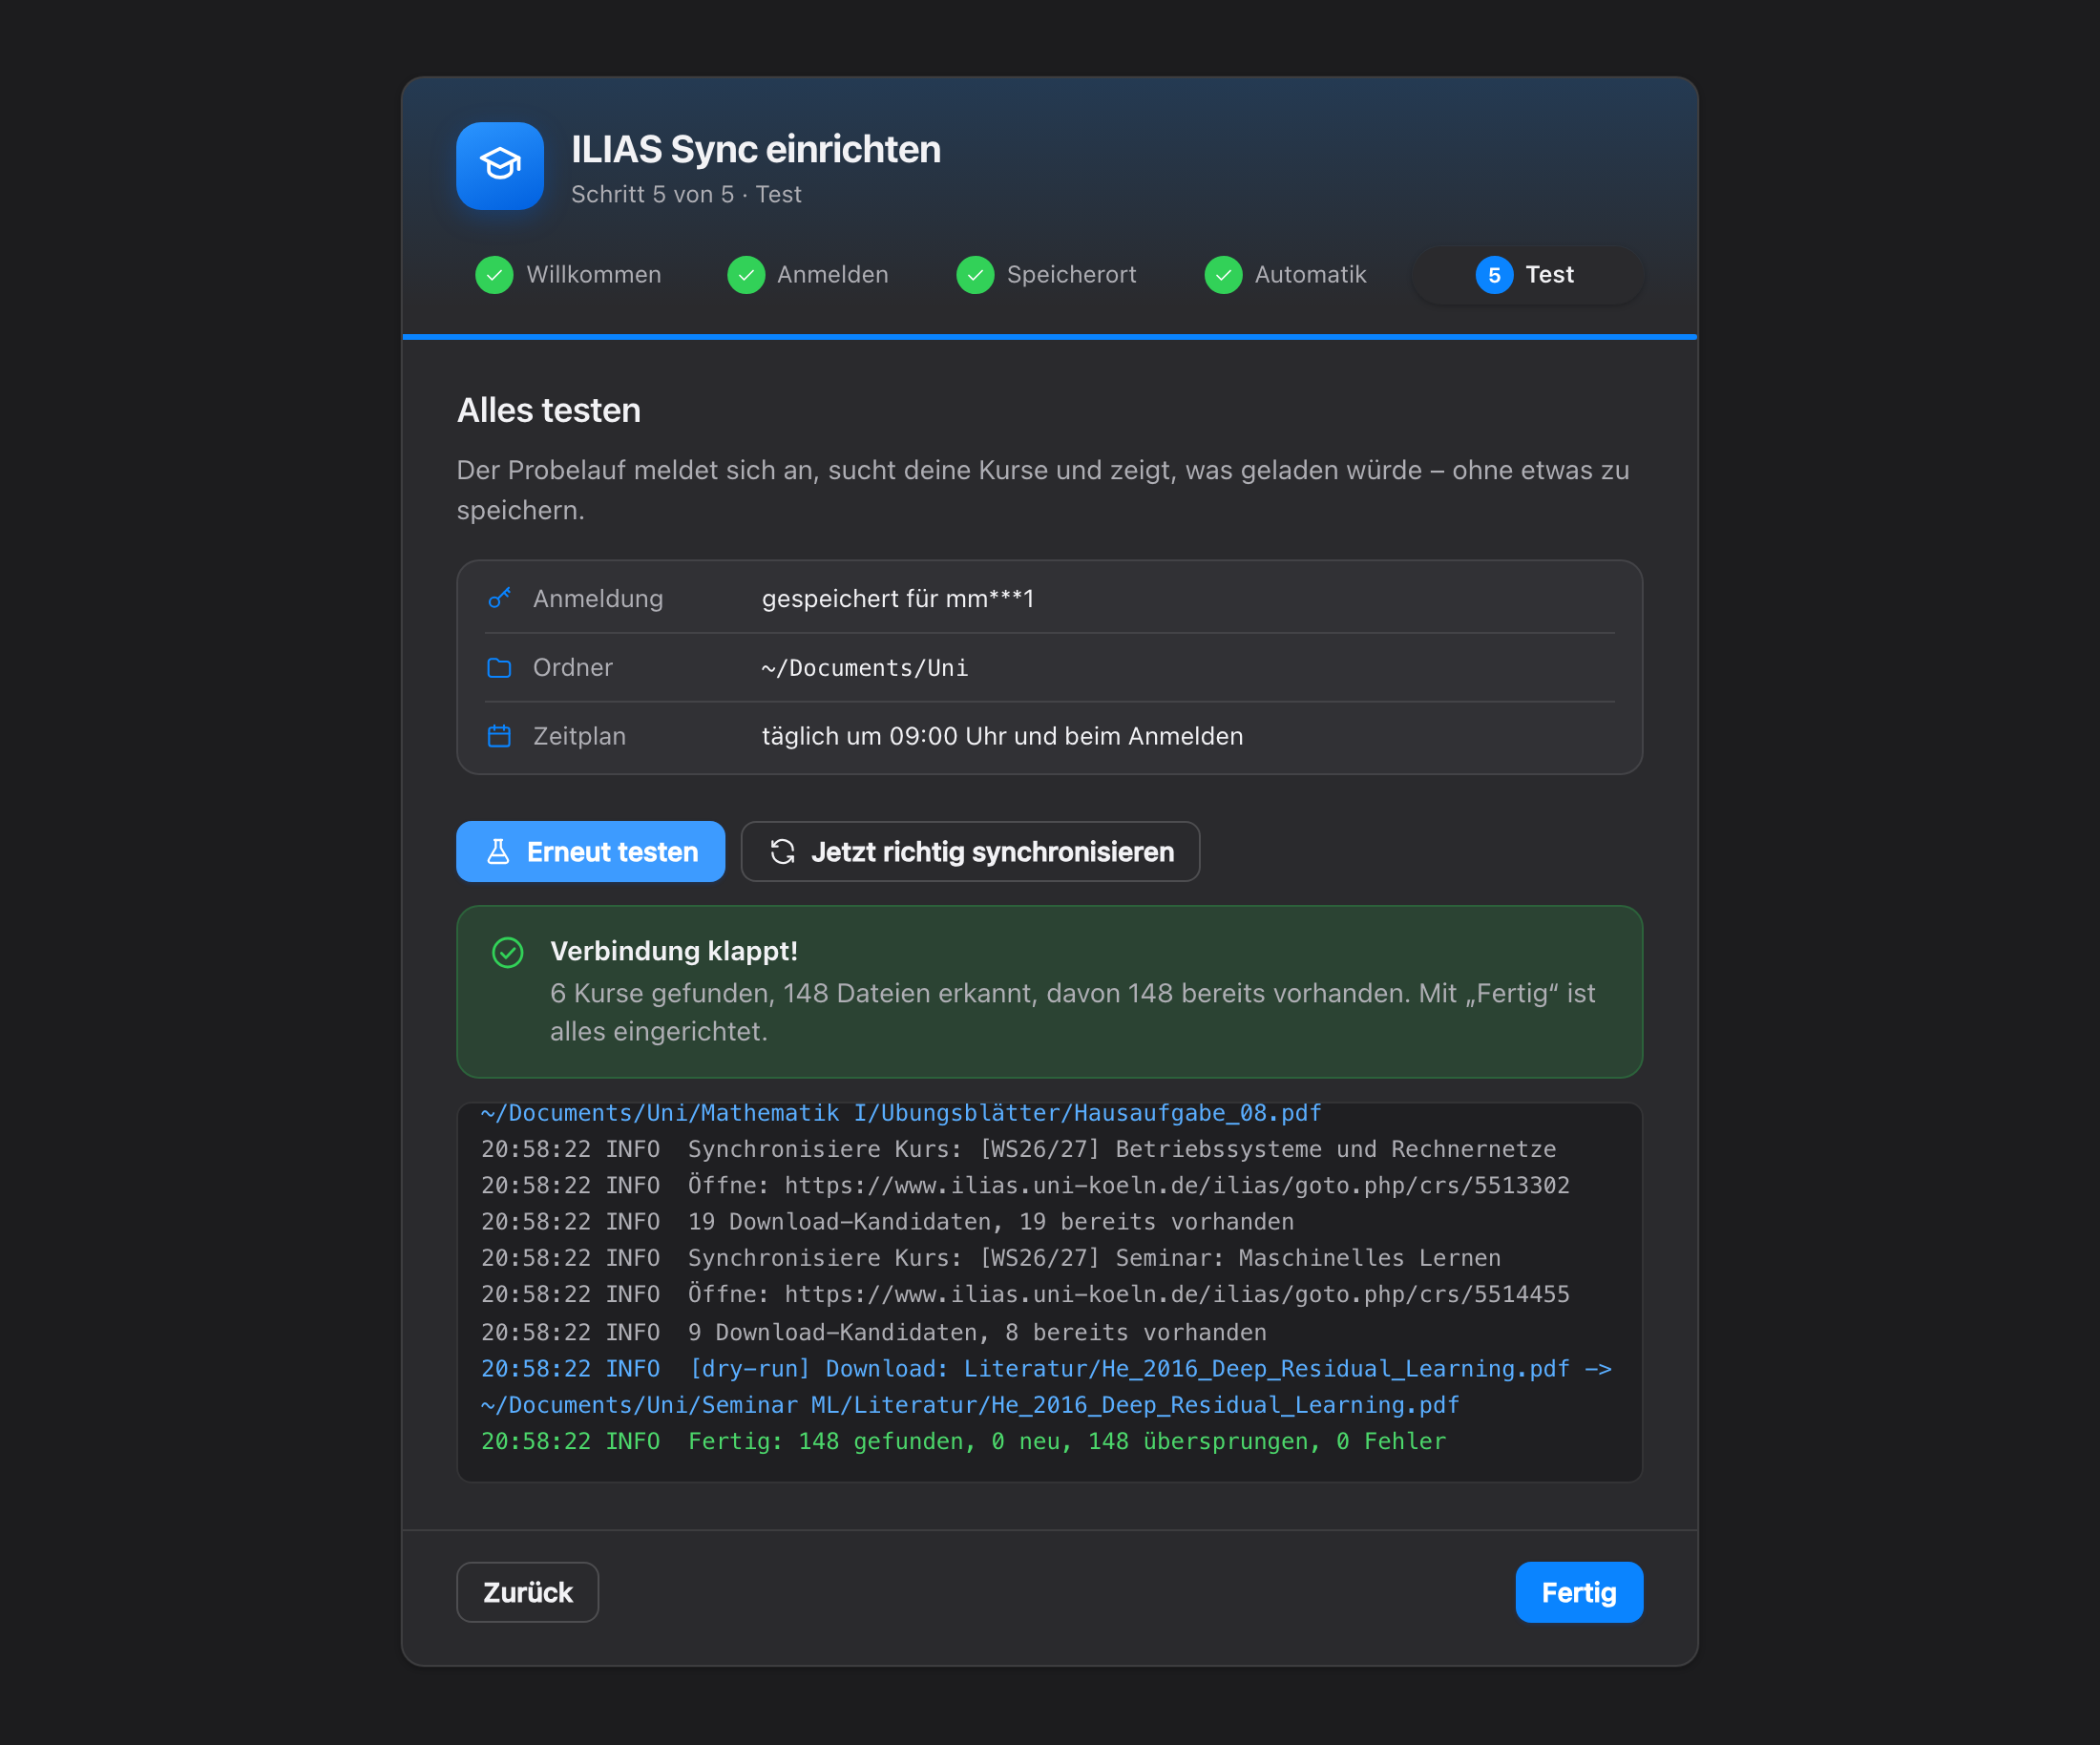 ILIAS Sync einrichten
Schritt 5 von 5 · Test
Willkommen
Anmelden
Speicherort
Automatik
5 Test
Alles testen
Der Probelauf meldet sich an, sucht deine Kurse und zeigt, was geladen würde – ohne etwas zu
speichern.
Anmeldung gespeichert für mm***1
Ordner ~/Documents/Uni
Zeitplan täglich um 09:00 Uhr und beim Anmelden
Erneut testen
Jetzt richtig synchronisieren
Verbindung klappt!
6 Kurse gefunden, 148 Dateien erkannt, davon 148 bereits vorhanden. Mit „Fertig“ ist
alles eingerichtet.
~/Documents/Uni/Mathematik I/Übungsblätter/Hausaufgabe_08.pdf
20:58:22 INFO  Synchronisiere Kurs: [WS26/27] Betriebssysteme und Rechnernetze
20:58:22 INFO  Öffne: https://www.ilias.uni-koeln.de/ilias/goto.php/crs/5513302
20:58:22 INFO  19 Download-Kandidaten, 19 bereits vorhanden
20:58:22 INFO  Synchronisiere Kurs: [WS26/27] Seminar: Maschinelles Lernen
20:58:22 INFO  Öffne: https://www.ilias.uni-koeln.de/ilias/goto.php/crs/5514455
20:58:22 INFO  9 Download-Kandidaten, 8 bereits vorhanden
20:58:22 INFO  [dry-run] Download: Literatur/He_2016_Deep_Residual_Learning.pdf ->
~/Documents/Uni/Seminar ML/Literatur/He_2016_Deep_Residual_Learning.pdf
20:58:22 INFO  Fertig: 148 gefunden, 0 neu, 148 übersprungen, 0 Fehler
Zurück
Fertig